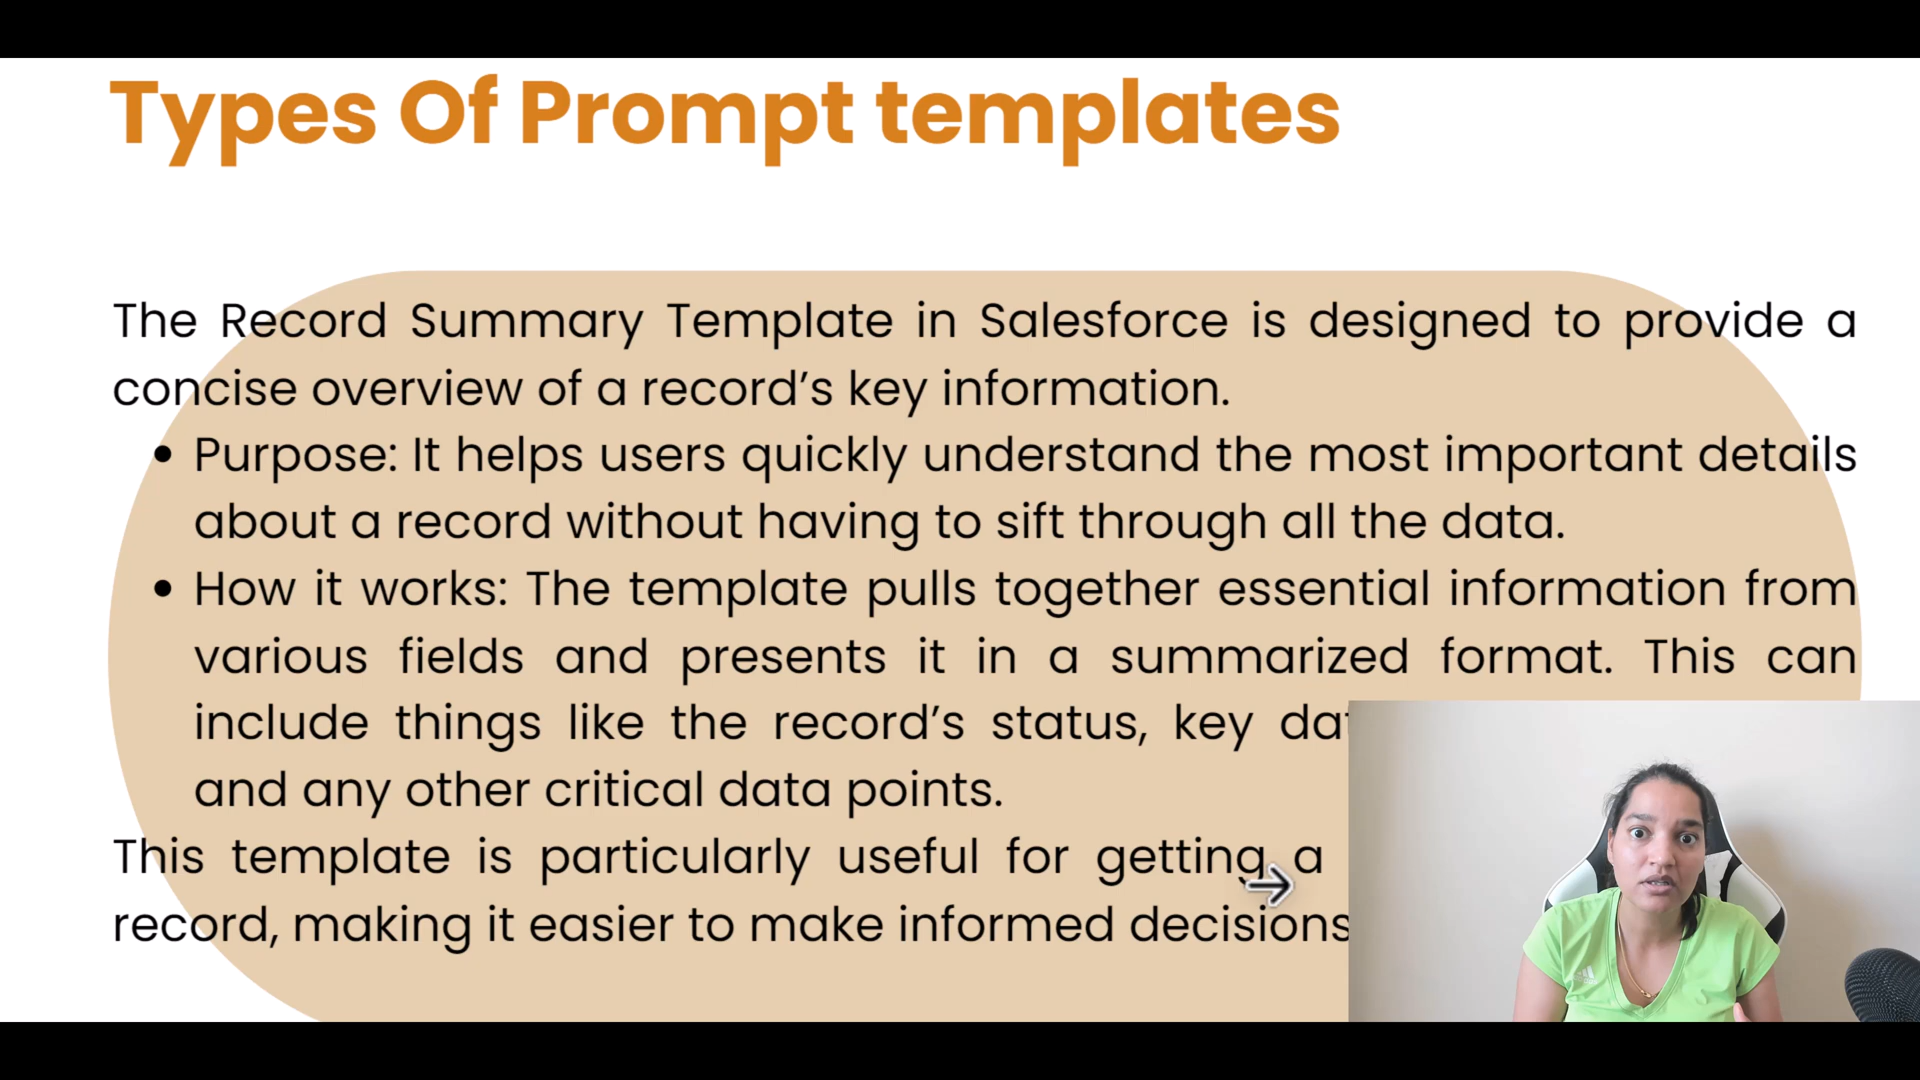 Types Of Prompt templates
The Record Summary Template in Salesforce is designed to provide a
concise overview of a record’s key information.
• Purpose: It helps users quickly understand the most important details
about a record without having to sift through all the data.
• How it works: The template pulls together essential information from
various fields and presents it in a summarized format. This can
include things like the record’s status, key
and any other critical data points.
This template is particularly useful for getting a
record, making it easier to make informed decisions